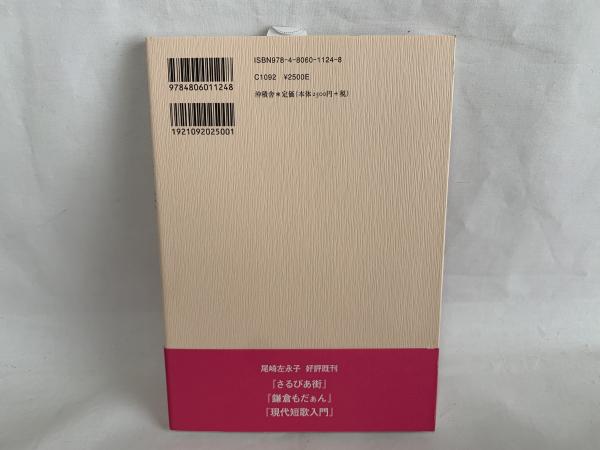 9784806011248
1921092025001
ISBN978-4-8060-1124-8
C1092 ¥2500E
沖積舎*定価(本体2500円+税)
尾崎左永子 好評既刊
『さるびあ街』
『鎌倉もだぁん』
『現代短歌入門』